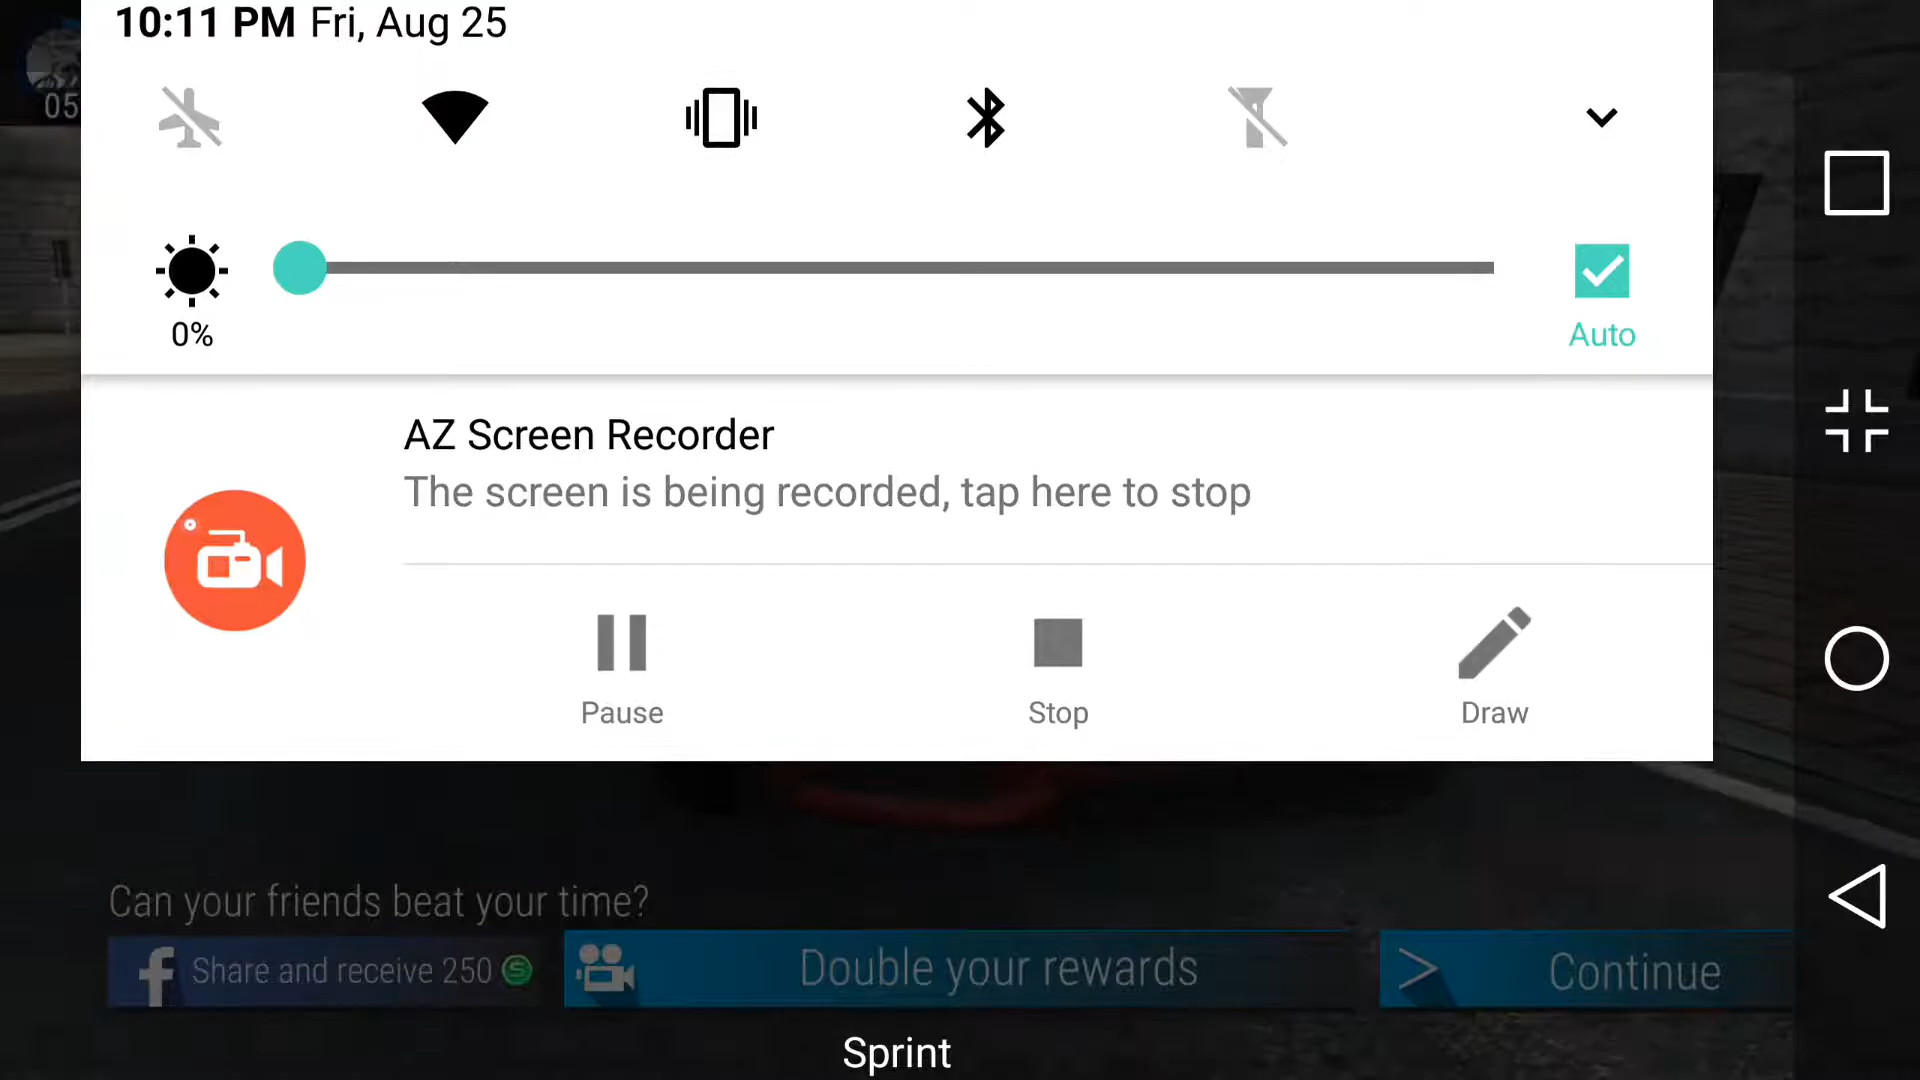 10:11 PM Fri, Aug 25
05
0%
Auto
AZ Screen Recorder
The screen is being recorded, tap here to stop
Pause
Stop
Draw
Can your friends beat your time?
Share and receive 250
Double your rewards
Continue
Sprint